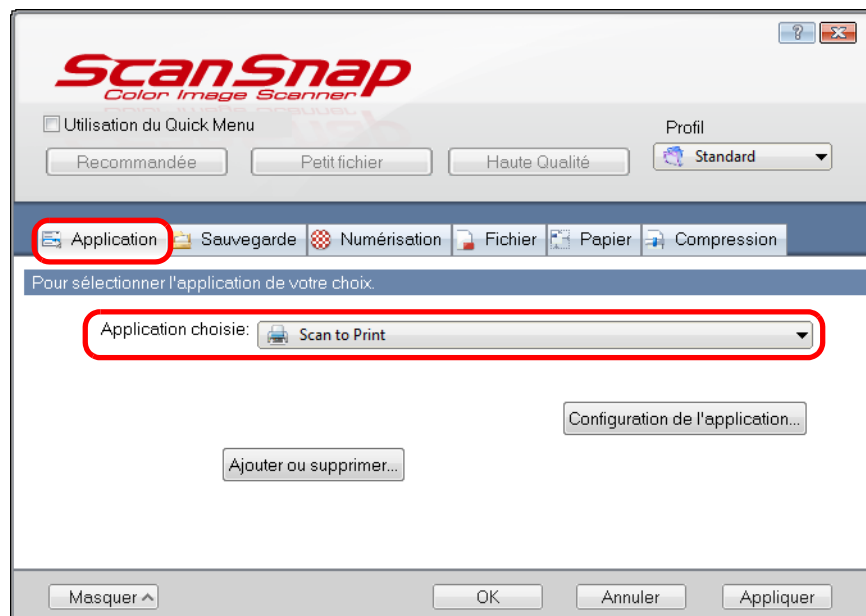 ScanSnap
Color Image Scanner
Utilisation du Quick Menu
Profil
Recommandée Petit fichier Haute Qualité Standard
Application Sauvegarde Numérisation Fichier Papier Compression
Pour sélectionner l'application de votre choix.
Application choisie: Scan to Print
Configuration de l'application...
Ajouter ou supprimer...
Masquer OK Annuler Appliquer